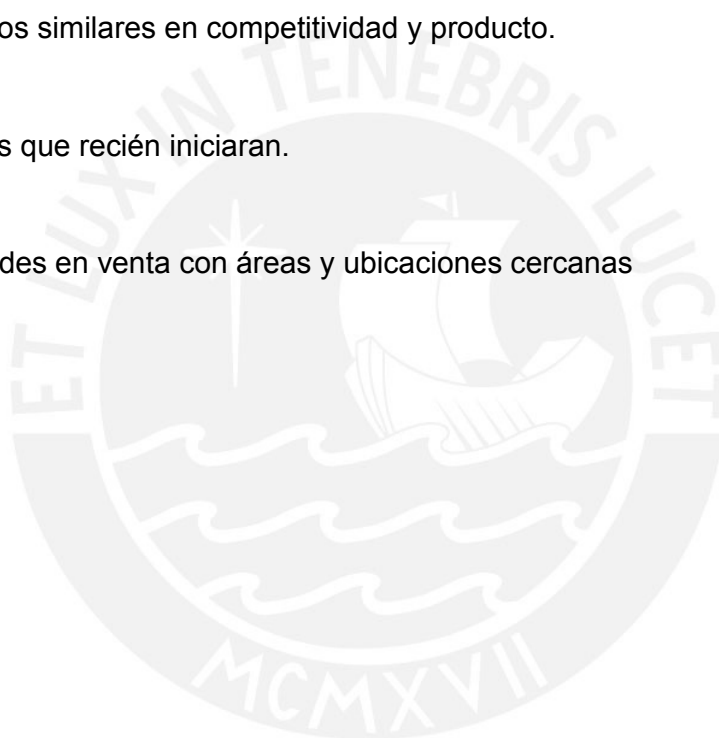 os similares en competitividad y producto.
s que recién iniciaran.
des en venta con áreas y ubicaciones cercanas
ET LUX IN TENEBRIS LUCET
MCMXVII